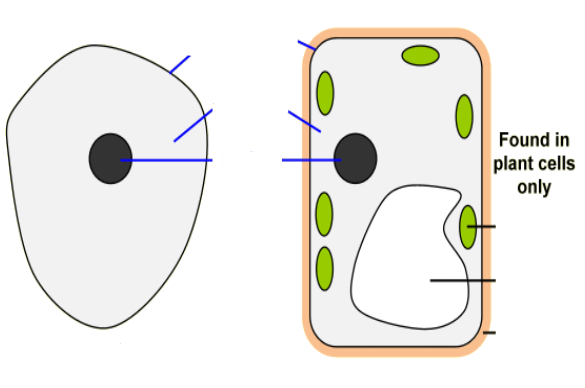 Found in
plant cells
only